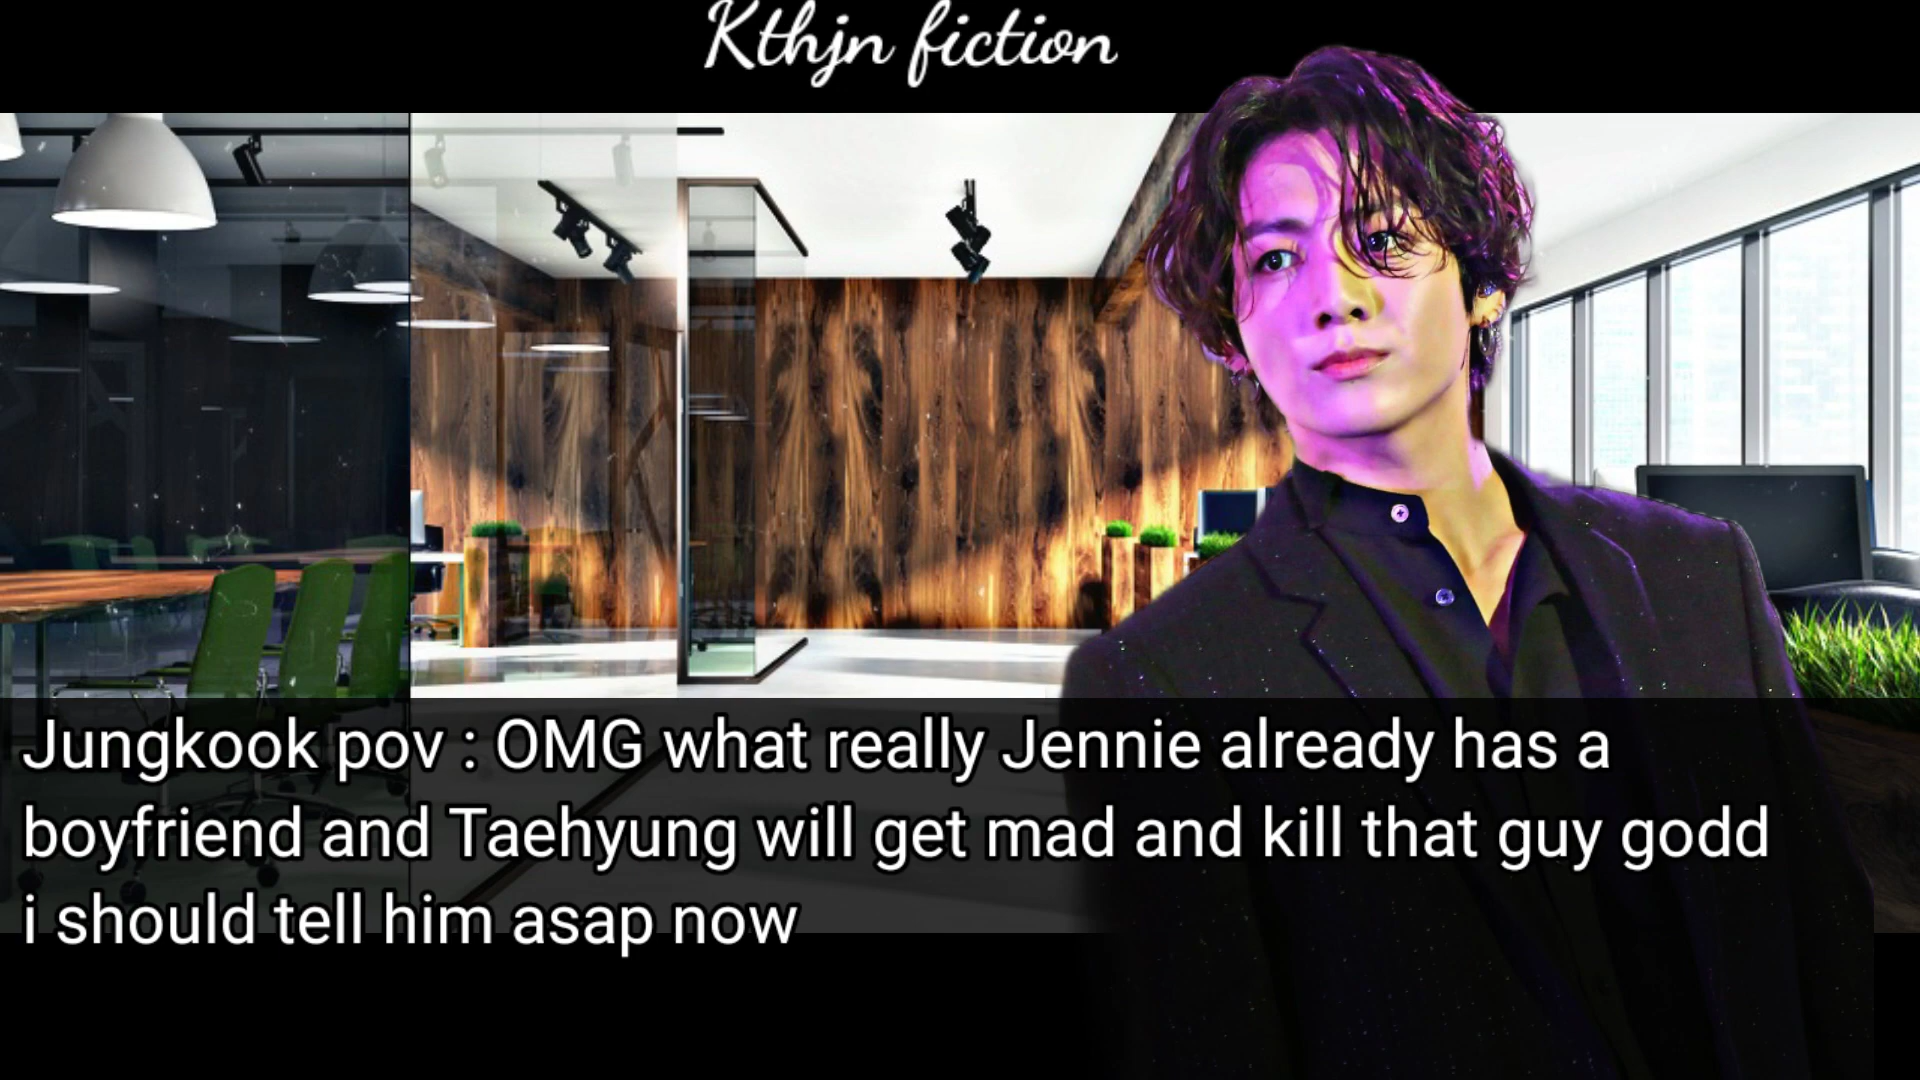 Kthjn fiction
Jungkook pov : OMG what really Jennie already has a
boyfriend and Taehyung will get mad and kill that guy godd
i should tell him asap now